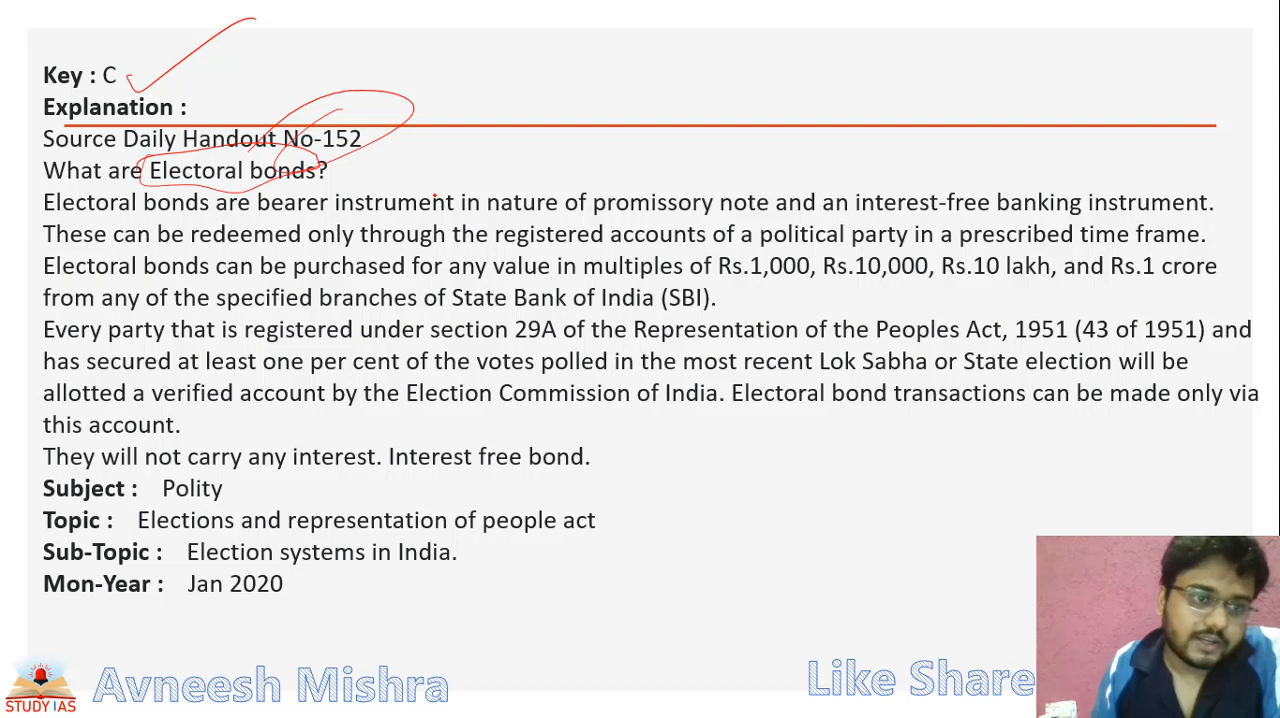 Key : C
Explanation :
Source Daily Handout No-152
What are Electoral bonds?
Electoral bonds are bearer instrument in nature of promissory note and an interest-free banking instrument.
These can be redeemed only through the registered accounts of a political party in a prescribed time frame.
Electoral bonds can be purchased for any value in multiples of Rs.1,000, Rs.10,000, Rs.10 lakh, and Rs.1 crore
from any of the specified branches of State Bank of India (SBI).
Every party that is registered under section 29A of the Representation of the Peoples Act, 1951 (43 of 1951) and
has secured at least one per cent of the votes polled in the most recent Lok Sabha or State election will be
allotted a verified account by the Election Commission of India. Electoral bond transactions can be made only via
this account.
They will not carry any interest. Interest free bond.
Subject : Polity
Topic : Elections and representation of people act
Sub-Topic : Election systems in India.
Mon-Year : Jan 2020
STUDY IAS
Avneesh Mishra
Like Share